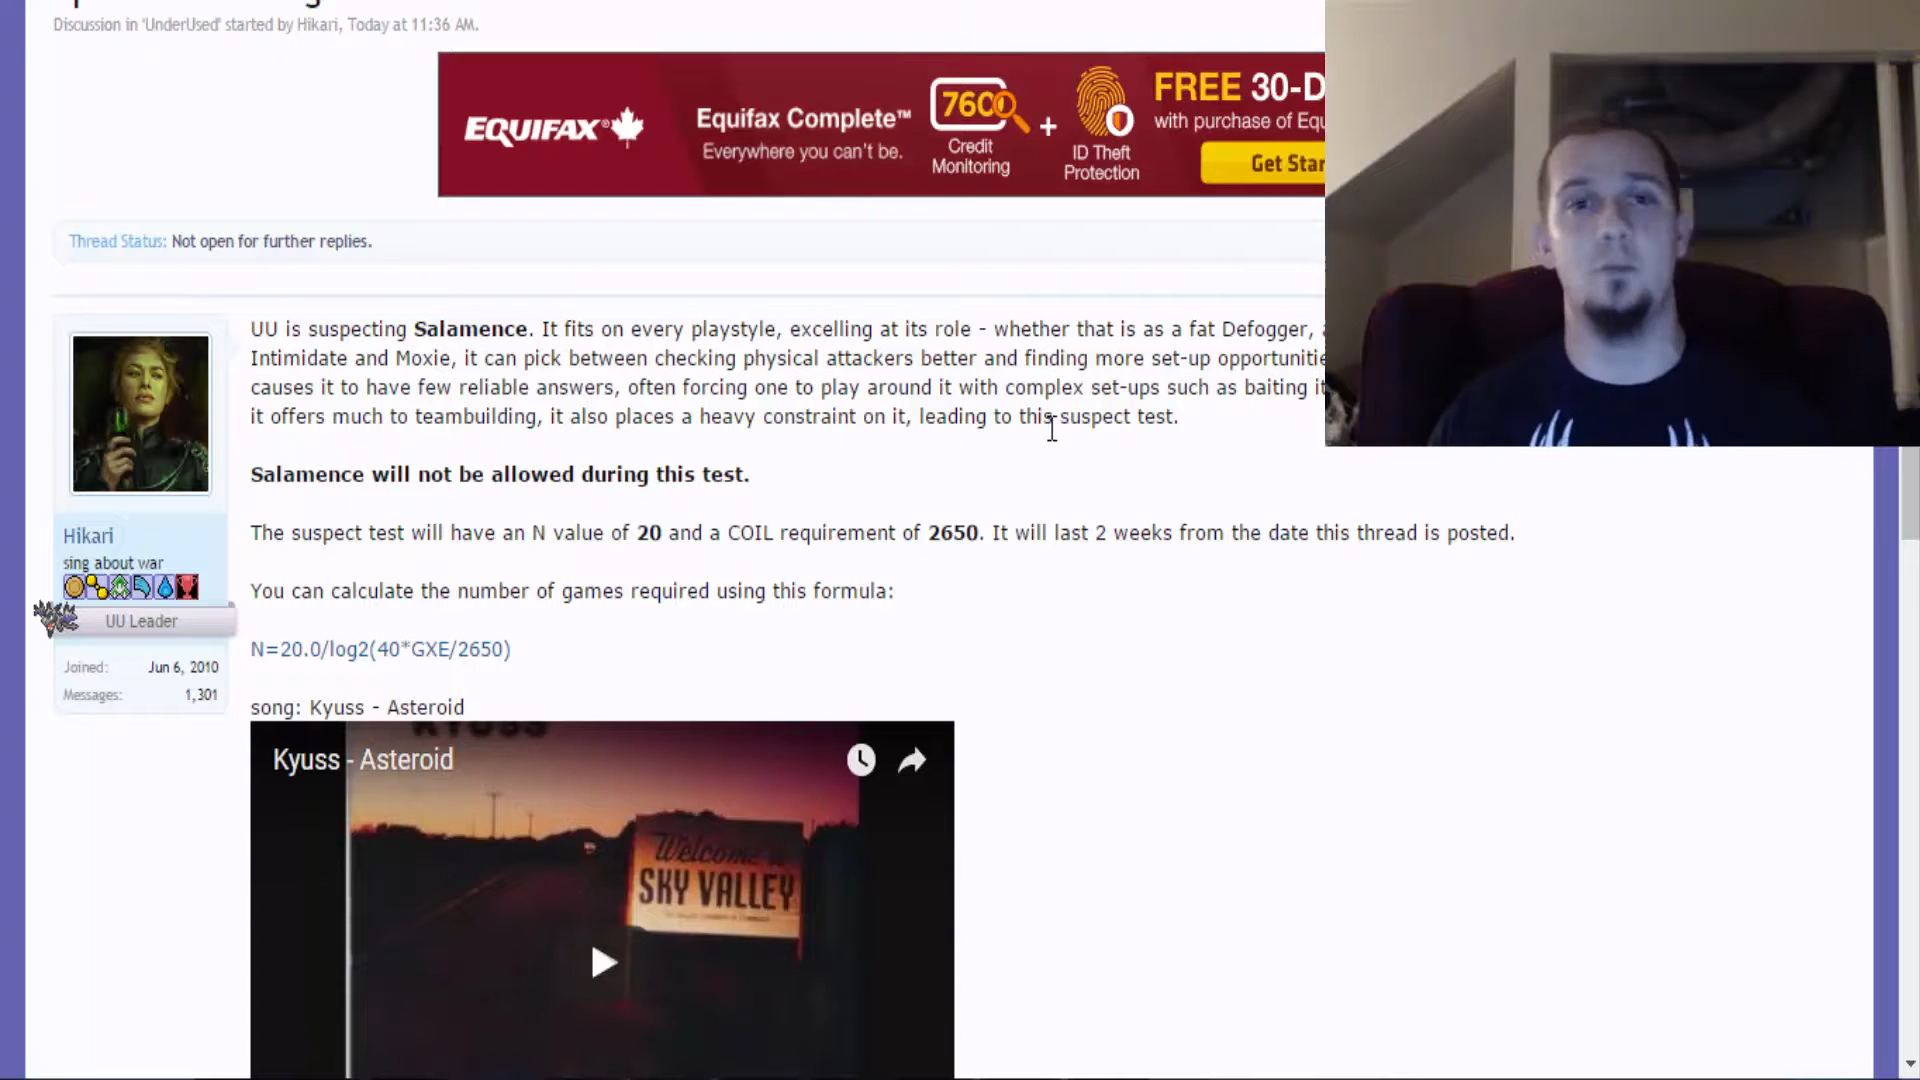 Discussion in 'UnderUsed' started by Hikari, Today at 11:36 AM.
EQUIFAX®
Equifax Complete™
Everywhere you can't be.
760
Credit
Monitoring
+
ID Theft
Protection
FREE 30-D
with purchase of Equ
Get Star
Thread Status: Not open for further replies.
UU is suspecting Salamence. It fits on every playstyle, excelling at its role - whether that is as a fat Defogger,
Intimidate and Moxie, it can pick between checking physical attackers better and finding more set-up opportunitie
causes it to have few reliable answers, often forcing one to play around it with complex set-ups such as baiting it
it offers much to teambuilding, it also places a heavy constraint on it, leading to this suspect test.
Salamence will not be allowed during this test.
The suspect test will have an N value of 20 and a COIL requirement of 2650. It will last 2 weeks from the date this thread is posted.
You can calculate the number of games required using this formula:
N=20.0/log2(40*GXE/2650)
song: Kyuss - Asteroid
Hikari
sing about war
UU Leader
Joined: Jun 6, 2010
Messages: 1,301
KYUSS
Kyuss - Asteroid
Welcome
SKY VALLEY